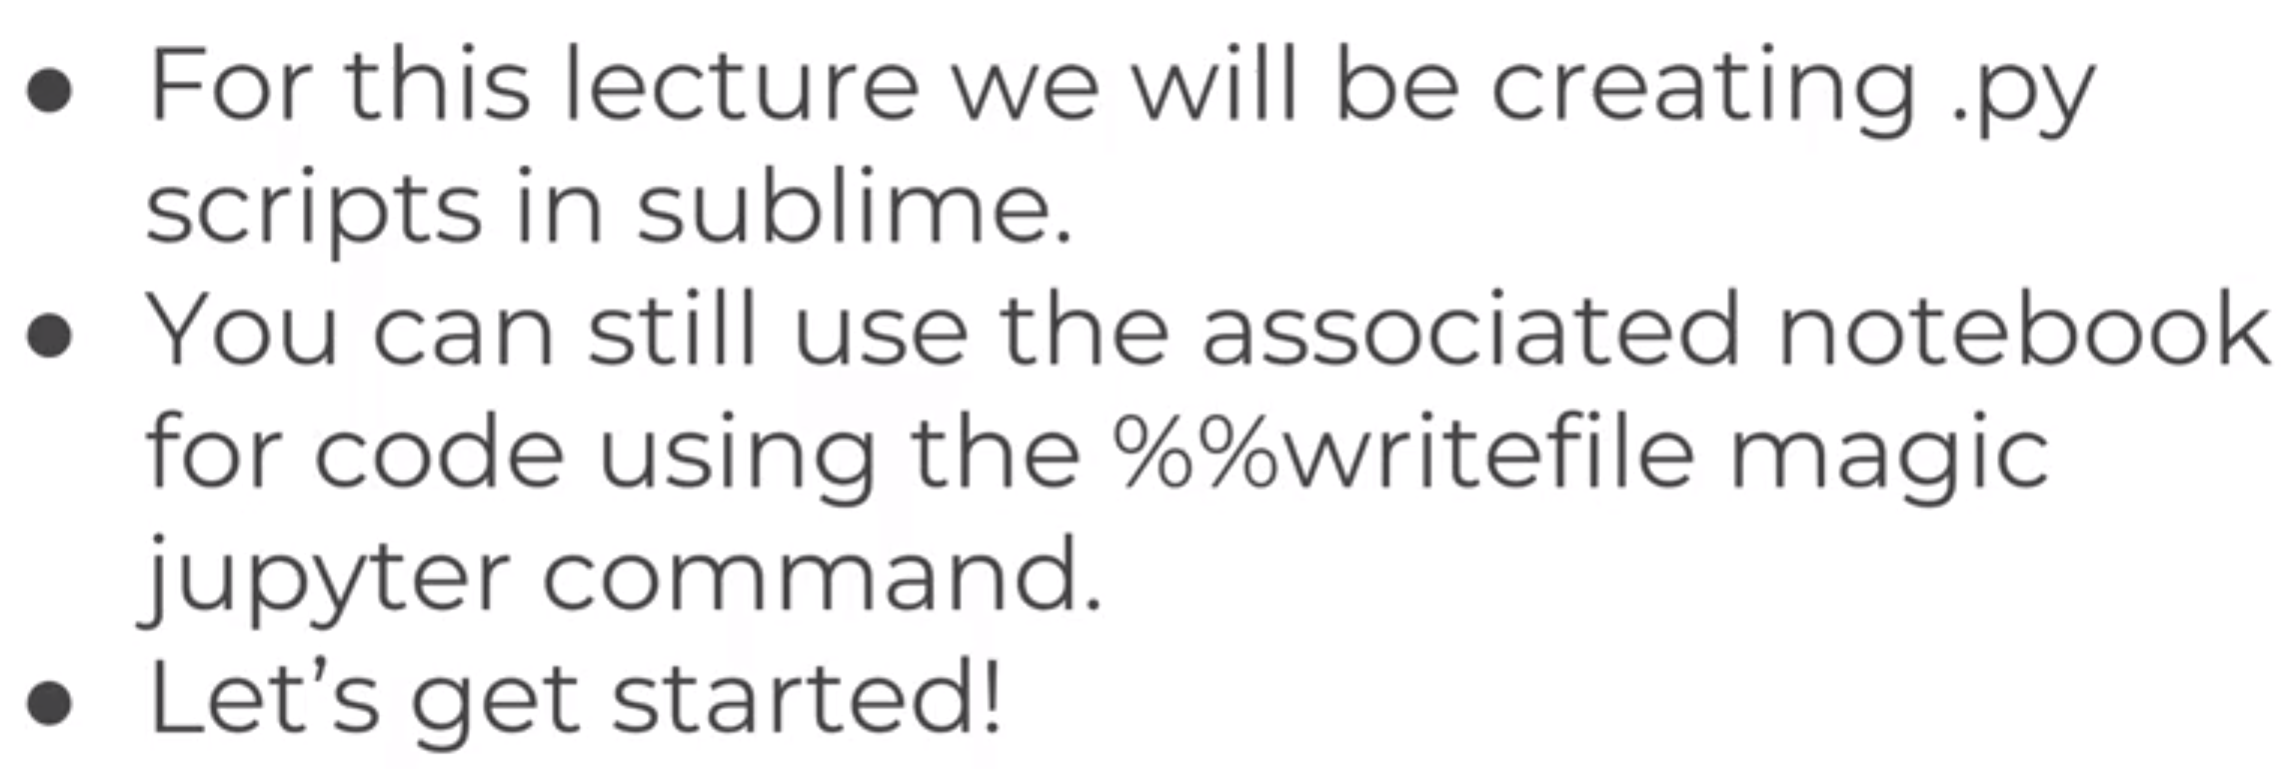 ● For this lecture we will be creating .py
scripts in sublime.
● You can still use the associated notebook
for code using the %%writefile magic
jupyter command.
● Let’s get started!